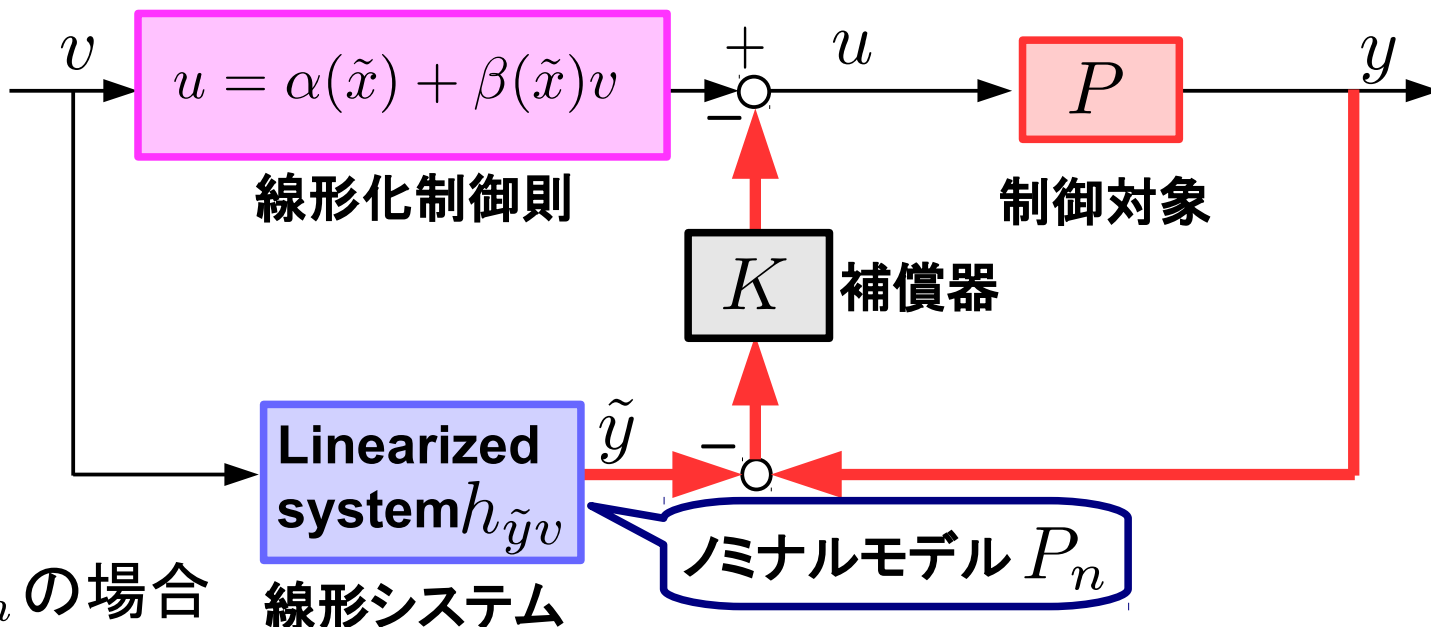 v
u = α(x̃) + β(x̃)v
+
−
u
P
y
線形化制御則
制御対象
K
補償器
Linearized
system h_{ỹv}
ỹ
−
ノミナルモデル P_n
_n の場合
線形システム